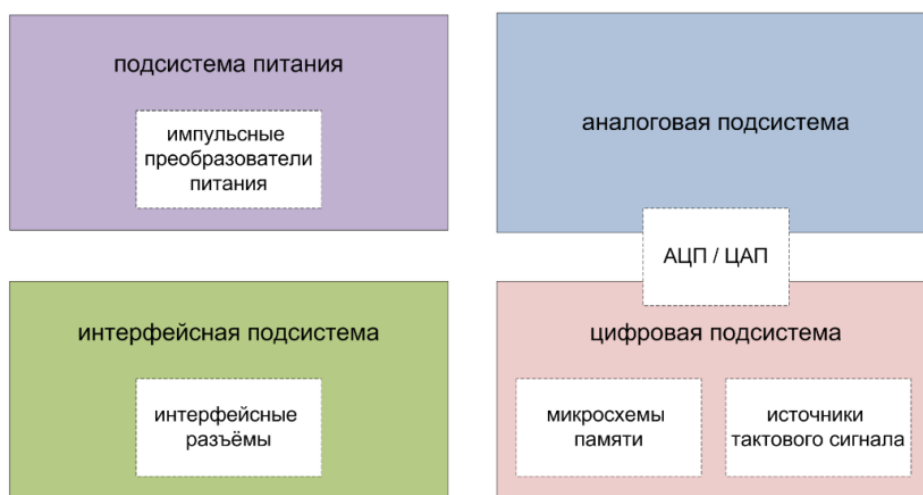 подсистема питания
импульсные
преобразователи
питания
аналоговая подсистема
АЦП / ЦАП
интерфейсная подсистема
интерфейсные
разъёмы
цифровая подсистема
микросхемы
памяти
источники
тактового сигнала